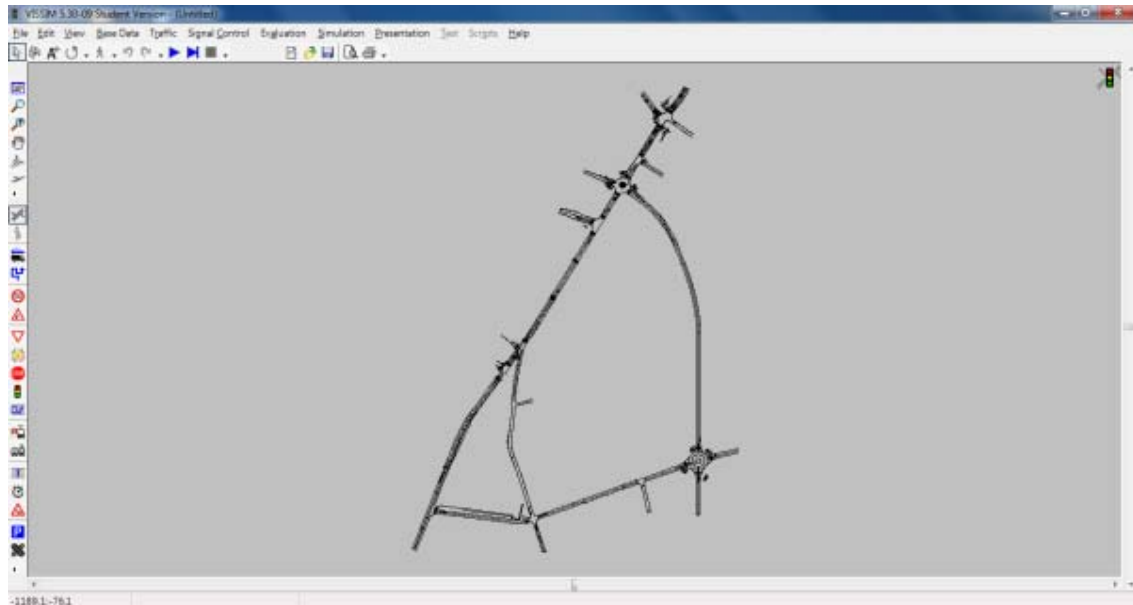 VISSIM 5.30-09 Student Version - (Untitled)
File Edit View Base Data Traffic Signal Control Evaluation Simulation Presentation Test Scripts Help
-1189.1:-76.1